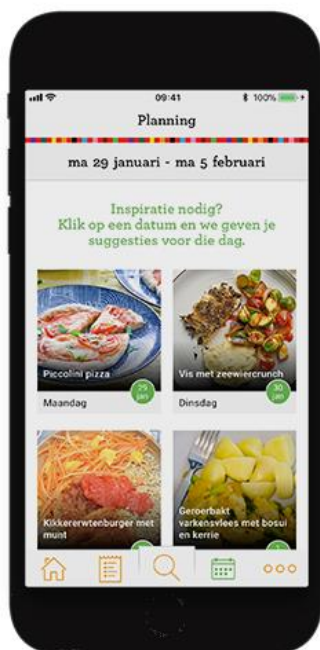 09:41
100%
Planning
ma 29 januari - ma 5 februari
Inspiratie nodig?
Klik op een datum en we geven je
suggesties voor die dag.
Piccolini pizza
29
jan
Maandag
Vis met zeewiercrunch
30
jan
Dinsdag
Kikkererwtenburger met
munt
Geroerbakt
varkensvlees met bosui
en kerrie